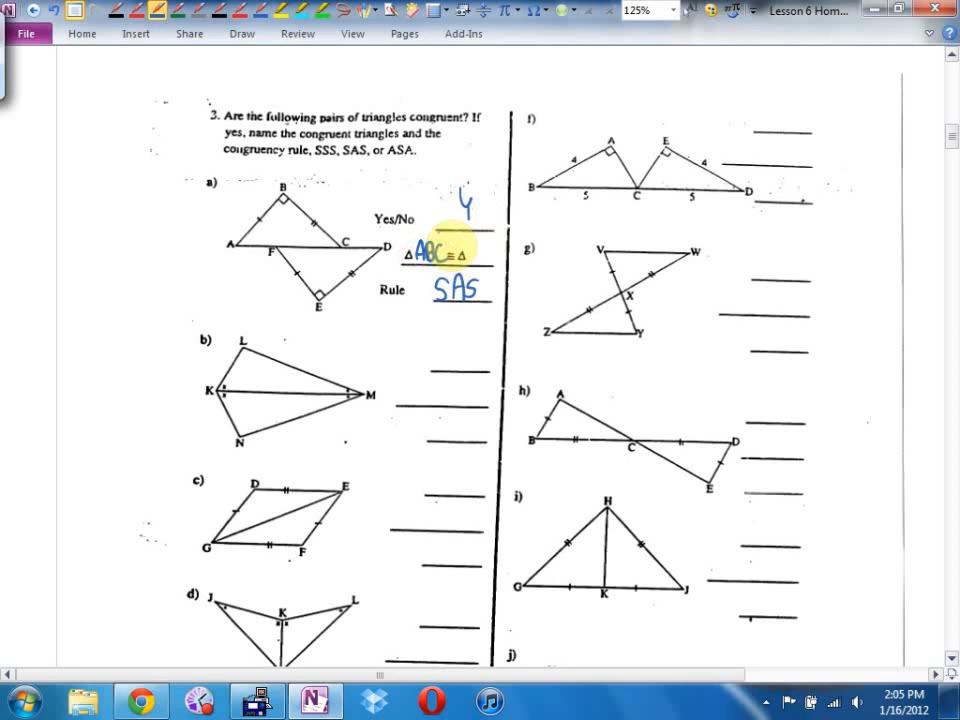 125%
Lesson 6 Hom...
File Home Insert Share Draw Review View Pages Add-Ins
3. Are the following pairs of triangles congruent? If
yes, name the congruent triangles and the
congruency rule, SSS, SAS, or ASA.
a)
B
A
F
C
D
E
Yes/No Y
△ ABC ≅ △
Rule SAS
b)
L
K
M
N
c)
D
E
G
F
d)
J
K
L
f)
A
E
4
4
B
C
D
5
5
g)
V
W
X
Z
Y
h)
A
B
C
D
E
i)
H
G
K
J
j)
2:05 PM
1/16/2012